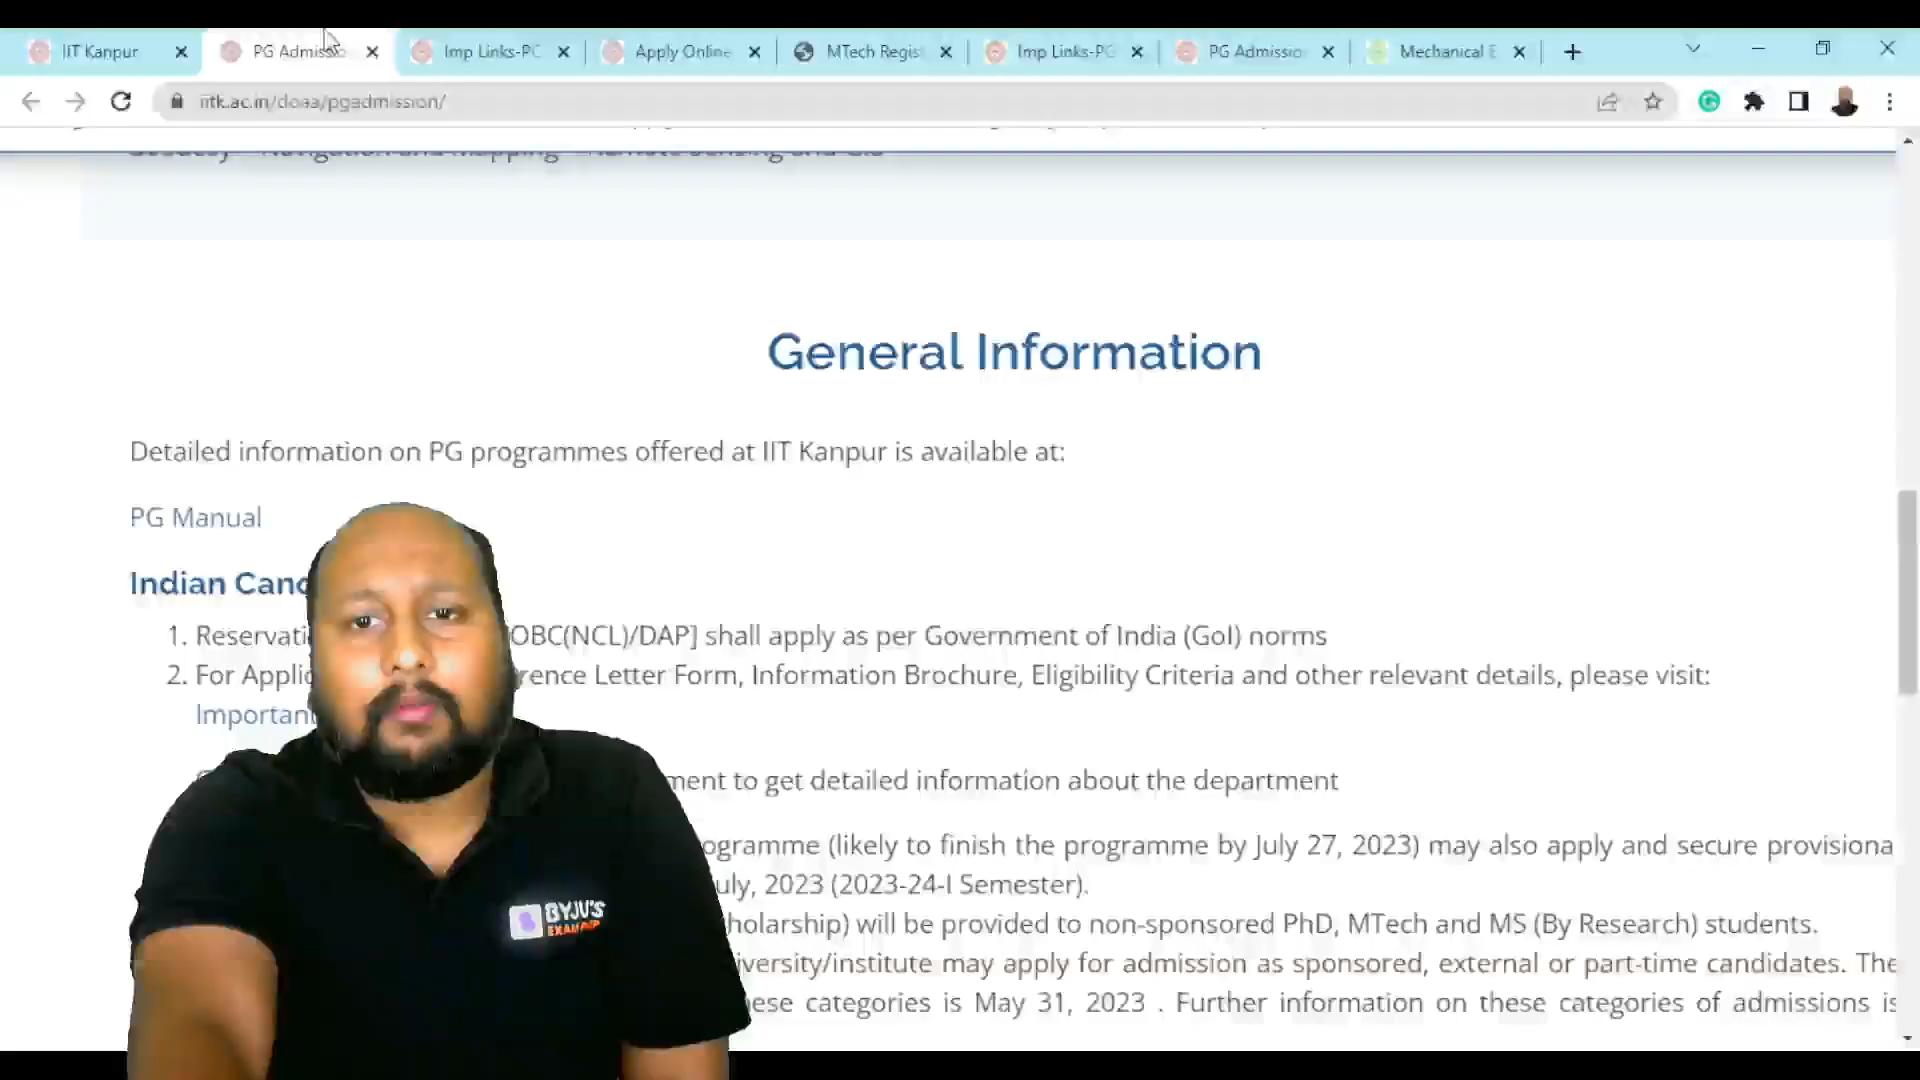 IIT Kanpur
PG Admissio
Imp Links-PG
Apply Online
MTech Regist
Imp Links-PG
PG Admissio
Mechanical E
iitk.ac.in/doaa/pgadmission/
General Information
Detailed information on PG programmes offered at IIT Kanpur is available at:
PG Manual
Indian Cand
1. Reservati OBC(NCL)/DAP] shall apply as per Government of India (GoI) norms
2. For Applic rence Letter Form, Information Brochure, Eligibility Criteria and other relevant details, please visit:
Important
ment to get detailed information about the department
ogramme (likely to finish the programme by July 27, 2023) may also apply and secure provisiona
uly, 2023 (2023-24-I Semester).
holarship) will be provided to non-sponsored PhD, MTech and MS (By Research) students.
iversity/institute may apply for admission as sponsored, external or part-time candidates. The
ese categories is May 31, 2023 . Further information on these categories of admissions is
BYJU'S
EXAM PREP